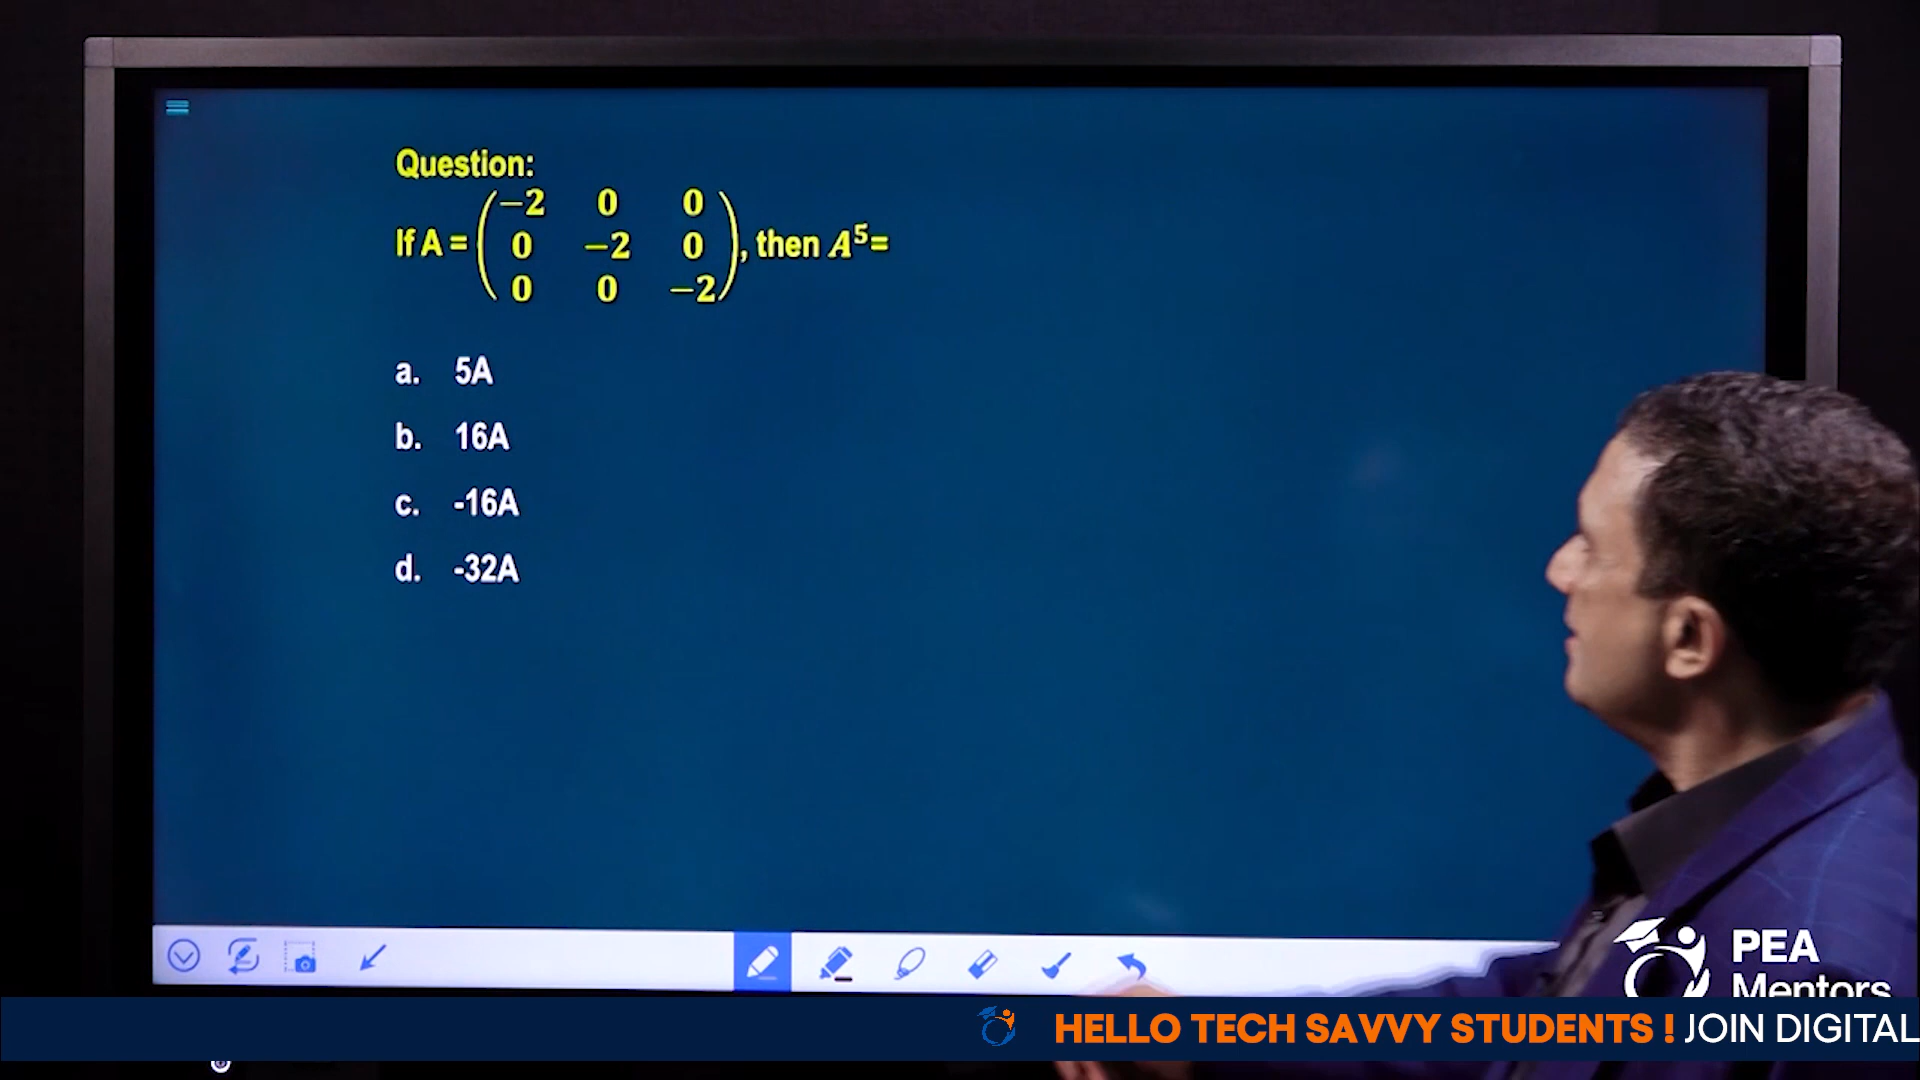 Question:
If A = (−2 0 0
0 −2 0
0 0 −2), then A⁵=
a. 5A
b. 16A
c. -16A
d. -32A
PEA
Mentors
HELLO TECH SAVVY STUDENTS ! JOIN DIGITAL